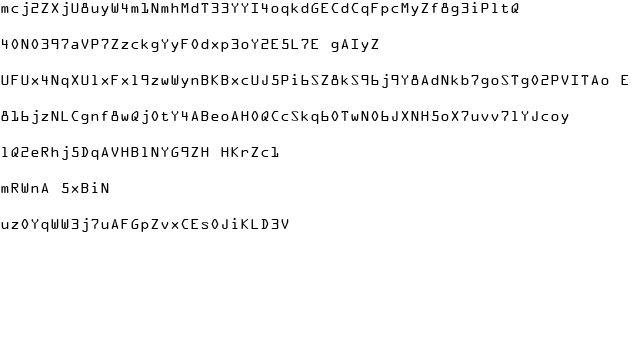 mcj2ZXjU8uyW4m1NmhMdT33YYI4oqkdGECdCqFpcMyZf8g3iP1tQ
40N0397aVP7ZzckgYyF0dxp3oY2E5L7E gAIyZ
UFUx4NqXU1xFx19zwWynBKBxcUJ5Pi6SZ8kS96j9Y8AdNkb7goSTg02PVITAo E
816jzNLCgnf8wQj0tY4ABeoAH0QCcSkq60TwN06JXNH5oX7uvv71YJcoy
1Q2eRhj5DqAVHB1NYG9ZH HKrZc1
mRWnA 5xBiN
uz0YqWW3j7uAFGpZvxCEs0JiKLD3V